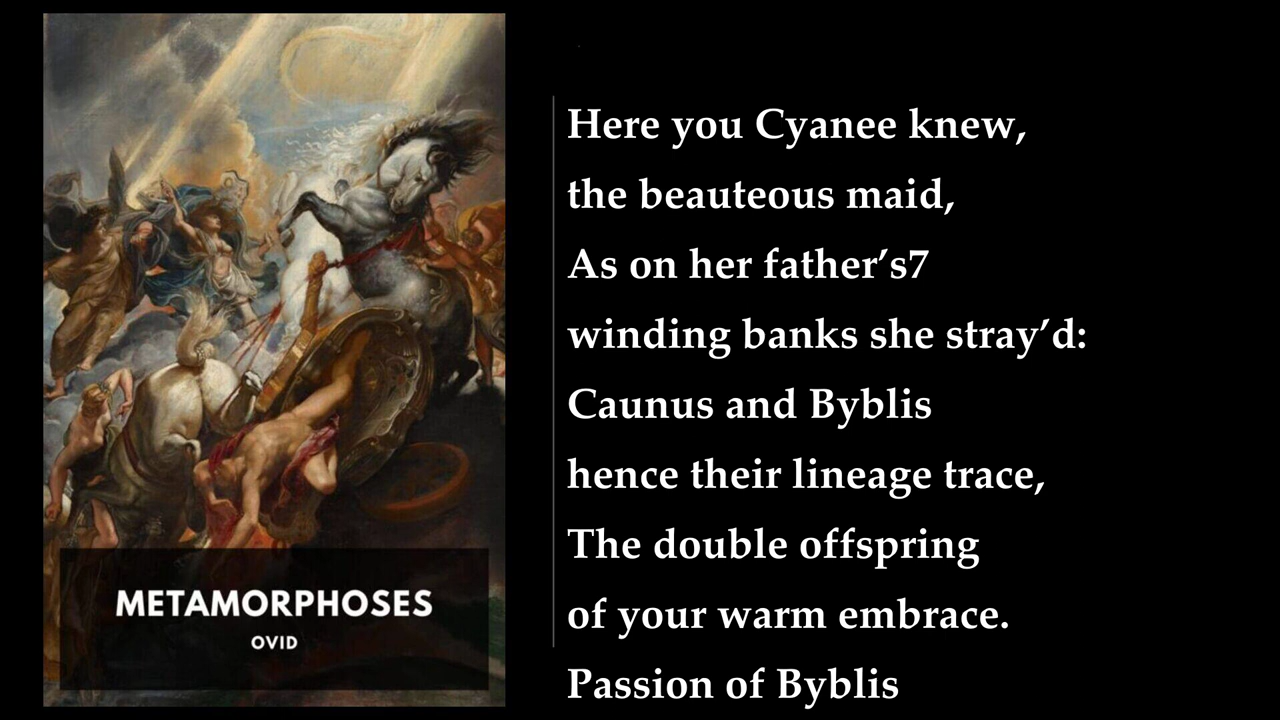 METAMORPHOSES
OVID
Here you Cyanee knew,
the beauteous maid,
As on her father’s7
winding banks she stray’d:
Caunus and Byblis
hence their lineage trace,
The double offspring
of your warm embrace.
Passion of Byblis